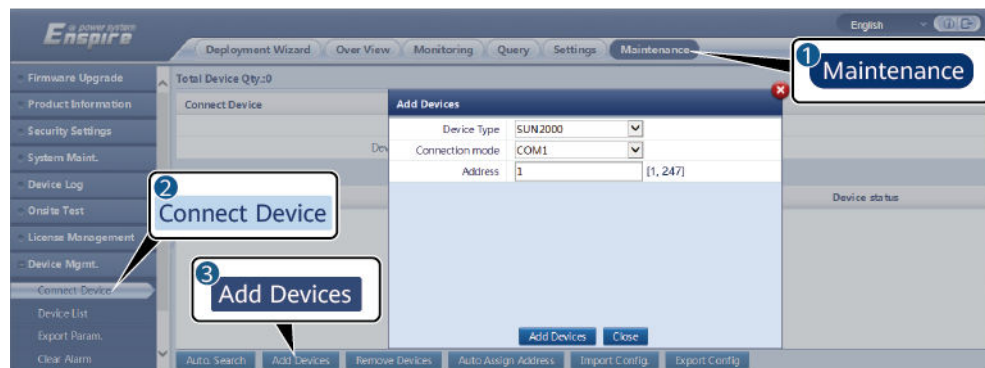 e power system
Enspire
English
Deployment Wizard Over View Monitoring Query Settings Maintenance
1 Maintenance
Firmware Upgrade
Product Information
Security Settings
System Maint.
Device Log
Onsite Test
License Management
Device Mgmt.
Connect Device
Device List
Export Param.
Clear Alarm
Total Device Qty.:0
Connect Device
Dev
Device status
Add Devices
Device Type SUN2000
Connection mode COM1
Address 1 [1, 247]
Add Devices Close
2 Connect Device
3 Add Devices
Auto. Search Add Devices Remove Devices Auto Assign Address Import Config. Export Config